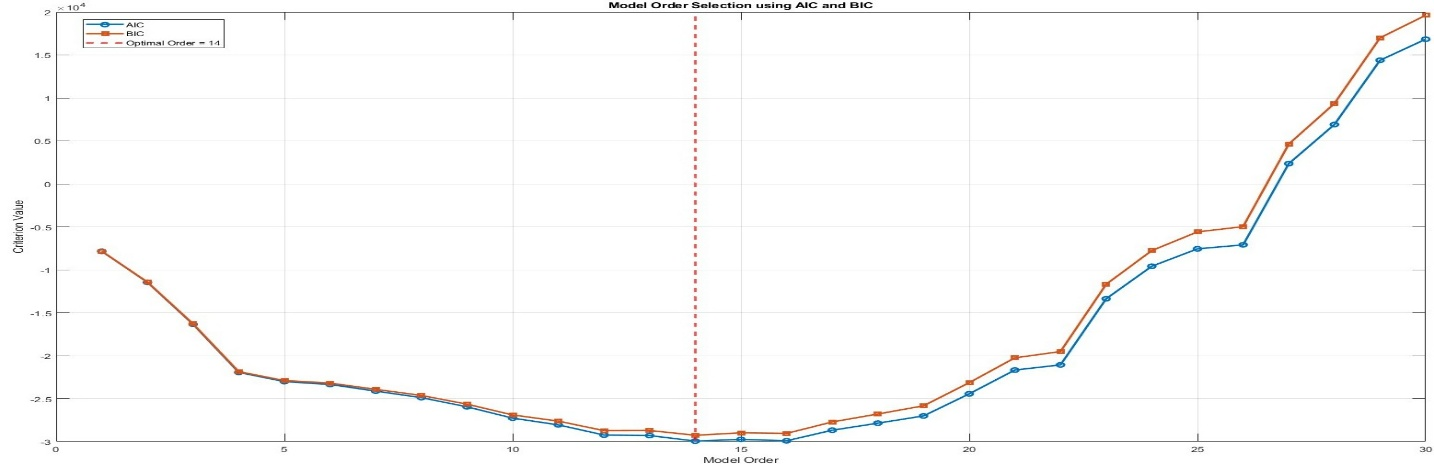 Model Order Selection using AIC and BIC
× 10⁴
AIC
BIC
Optimal Order = 14
2
1.5
1
0.5
0
-0.5
-1
-1.5
-2
-2.5
-3
Criterion Value
0 5 10 15 20 25 30
Model Order